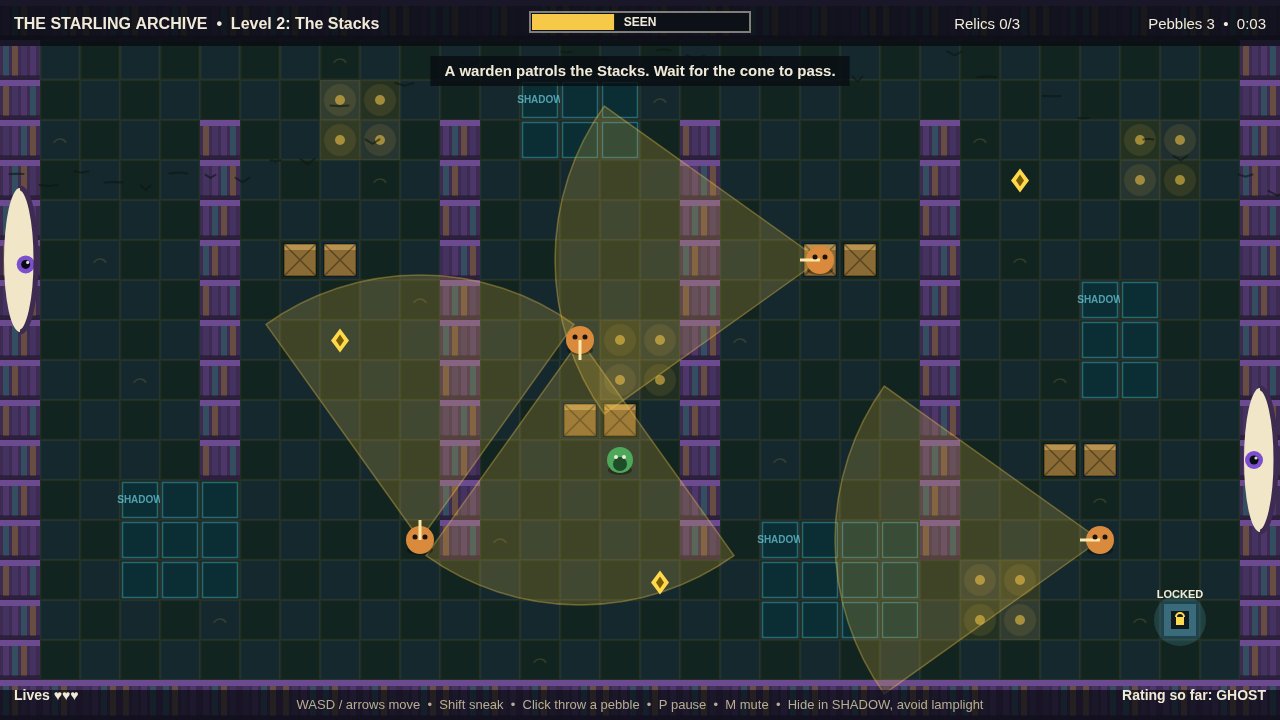 THE STARLING ARCHIVE • Level 2: The Stacks
SEEN
Relics 0/3
Pebbles 3 • 0:03
A warden patrols the Stacks. Wait for the cone to pass.
SHADOW
SHADOW
SHADOW
SHADOW
LOCKED
Lives ♥♥♥
WASD / arrows move • Shift sneak • Click throw a pebble • P pause • M mute • Hide in SHADOW, avoid lamplight
Rating so far: GHOST